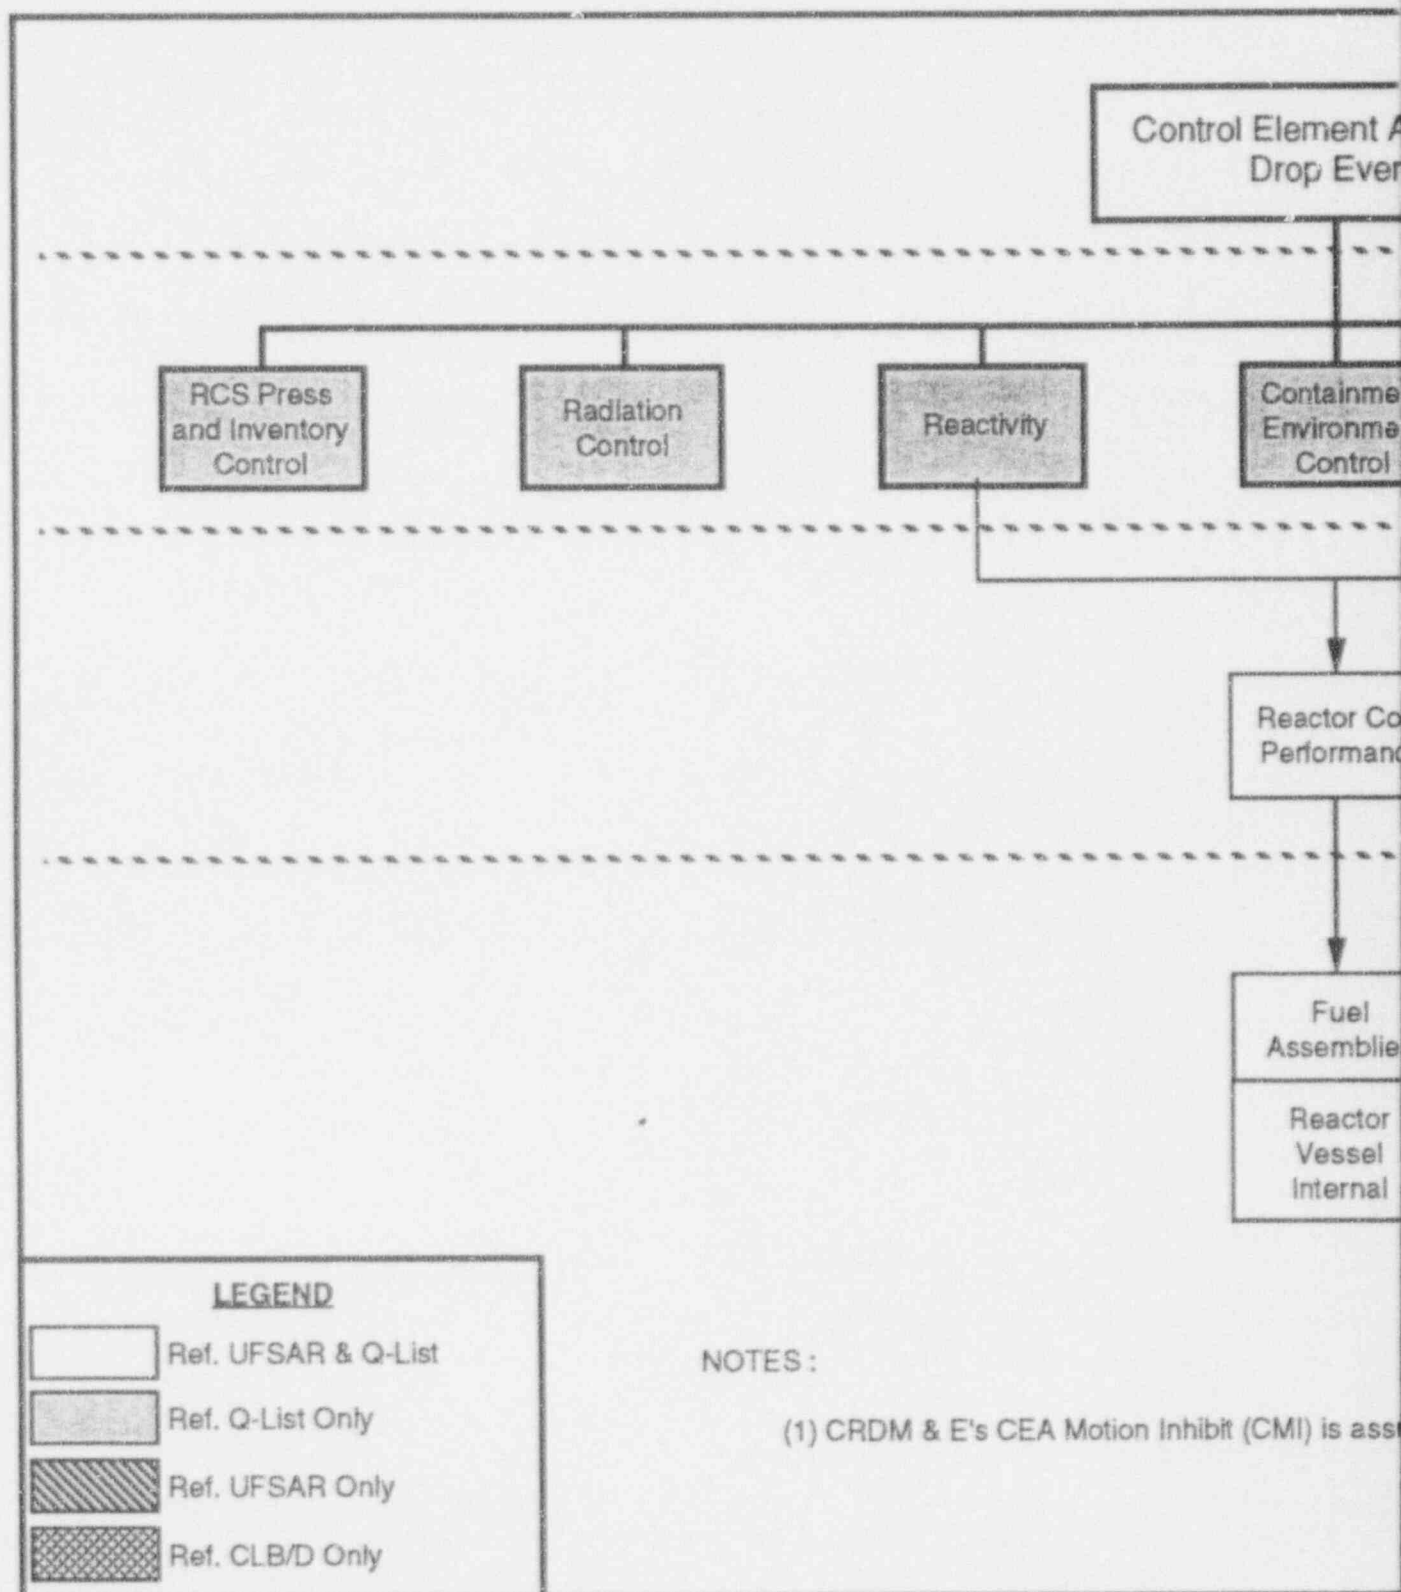 Control Element A
Drop Even
RCS Press
and Inventory
Control
Radiation
Control
Reactivity
Containme
Environme
Control
Reactor Co
Performanc
Fuel
Assemblie
Reactor
Vessel
Internal
LEGEND
Ref. UFSAR & Q-List
Ref. Q-List Only
Ref. UFSAR Only
Ref. CLB/D Only
NOTES :
(1) CRDM & E's CEA Motion Inhibit (CMI) is ass